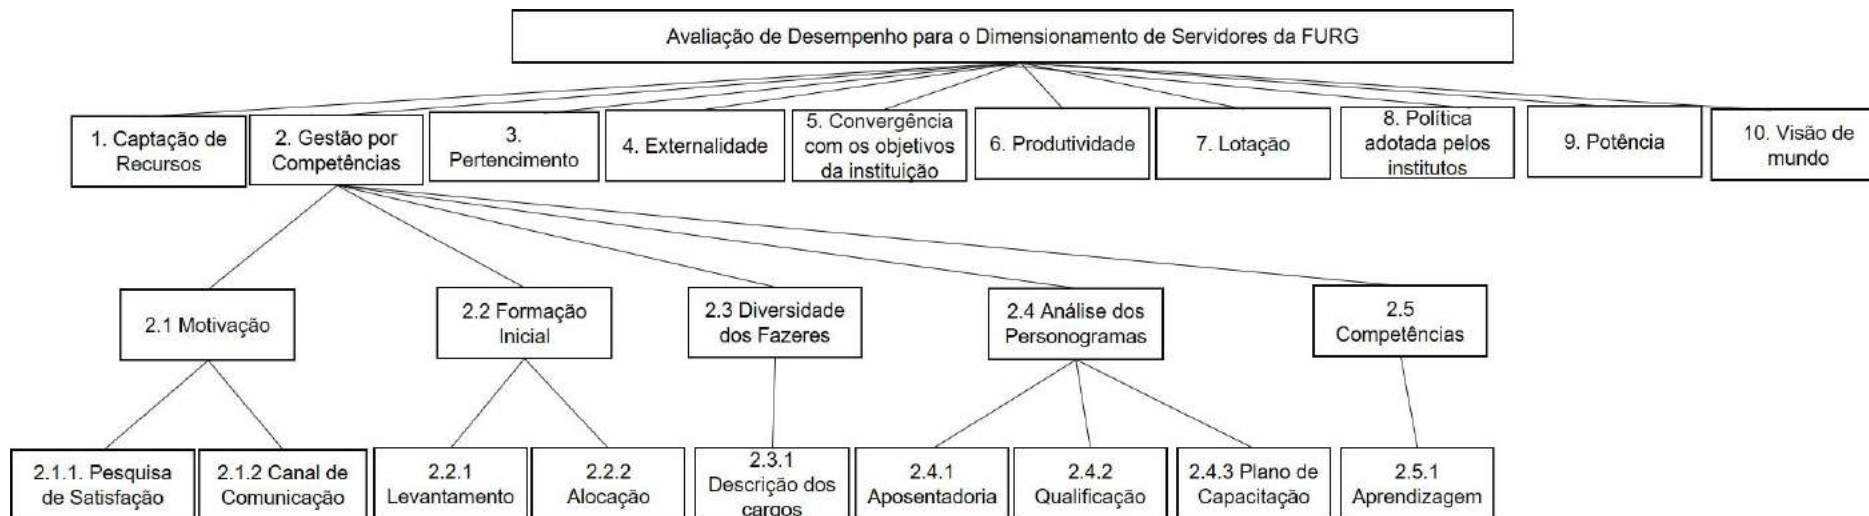 Avaliação de Desempenho para o Dimensionamento de Servidores da FURG
1. Captação de
Recursos
2. Gestão por
Competências
3.
Pertencimento
4. Externalidade
5. Convergência
com os objetivos
da instituição
6. Produtividade
7. Lotação
8. Política
adotada pelos
institutos
9. Potência
10. Visão de
mundo
2.1 Motivação
2.2 Formação
Inicial
2.3 Diversidade
dos Fazeres
2.4 Análise dos
Personogramas
2.5
Competências
2.1.1. Pesquisa
de Satisfação
2.1.2 Canal de
Comunicação
2.2.1
Levantamento
2.2.2
Alocação
2.3.1
Descrição dos
cargos
2.4.1
Aposentadoria
2.4.2
Qualificação
2.4.3 Plano de
Capacitação
2.5.1
Aprendizagem